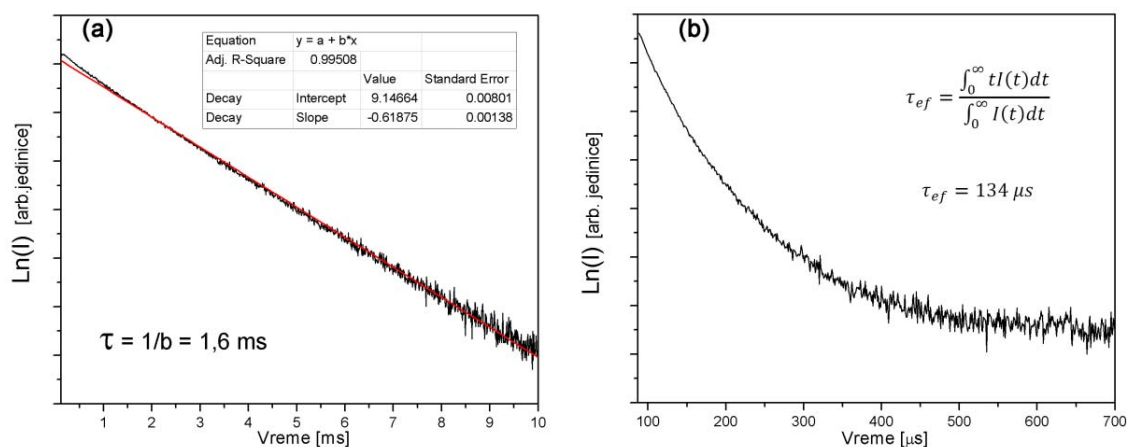 (a)
Equation y = a + b*x
Adj. R-Square 0.99508
Value Standard Error
Decay Intercept 9.14664 0.00801
Decay Slope -0.61875 0.00138
Ln(I) [arb.jedinice]
τ = 1/b = 1,6 ms
1 2 3 4 5 6 7 8 9 10
Vreme [ms]
(b)
τ_ef = ∫₀^∞ tI(t)dt / ∫₀^∞ I(t)dt
τ_ef = 134 μs
Ln(I) [arb. jedinice]
100 200 300 400 500 600 700
Vreme [μs]